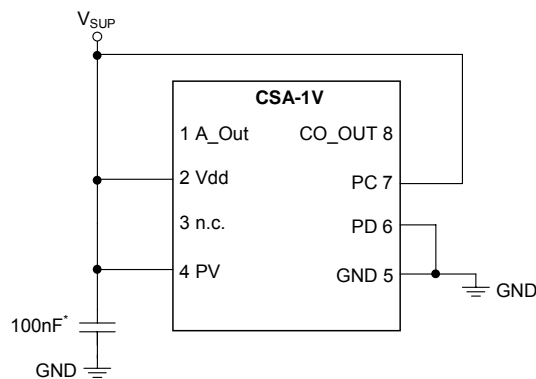 V_SUP
CSA-1V
1 A_Out CO_OUT 8
2 Vdd PC 7
3 n.c. PD 6
4 PV GND 5
GND
100nF*
GND